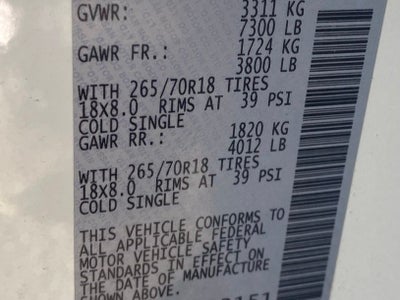 GVWR: 3311 KG
7300 LB
GAWR FR.: 1724 KG
3800 LB
WITH 265/70R18 TIRES
18X8.0 RIMS AT 39 PSI
COLD SINGLE
GAWR RR.: 1820 KG
4012 LB
WITH 265/70R18 TIRES
18X8.0 RIMS AT 39 PSI
COLD SINGLE
THIS VEHICLE CONFORMS TO
ALL APPLICABLE FEDERAL
MOTOR VEHICLE SAFETY
STANDARDS IN EFFECT ON
THE DATE OF MANUFACTURE
SHOWN ABOVE.